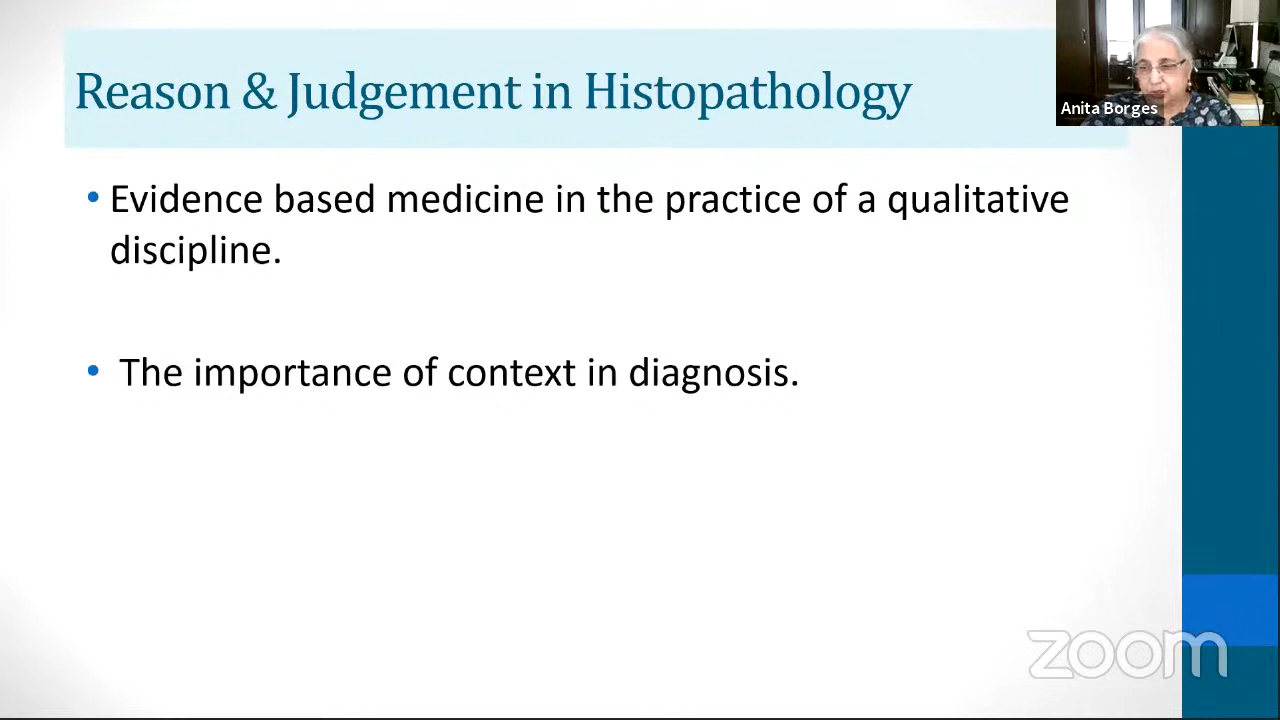 Reason & Judgement in Histopathology
Anita Borges
• Evidence based medicine in the practice of a qualitative
discipline.
• The importance of context in diagnosis.
zoom